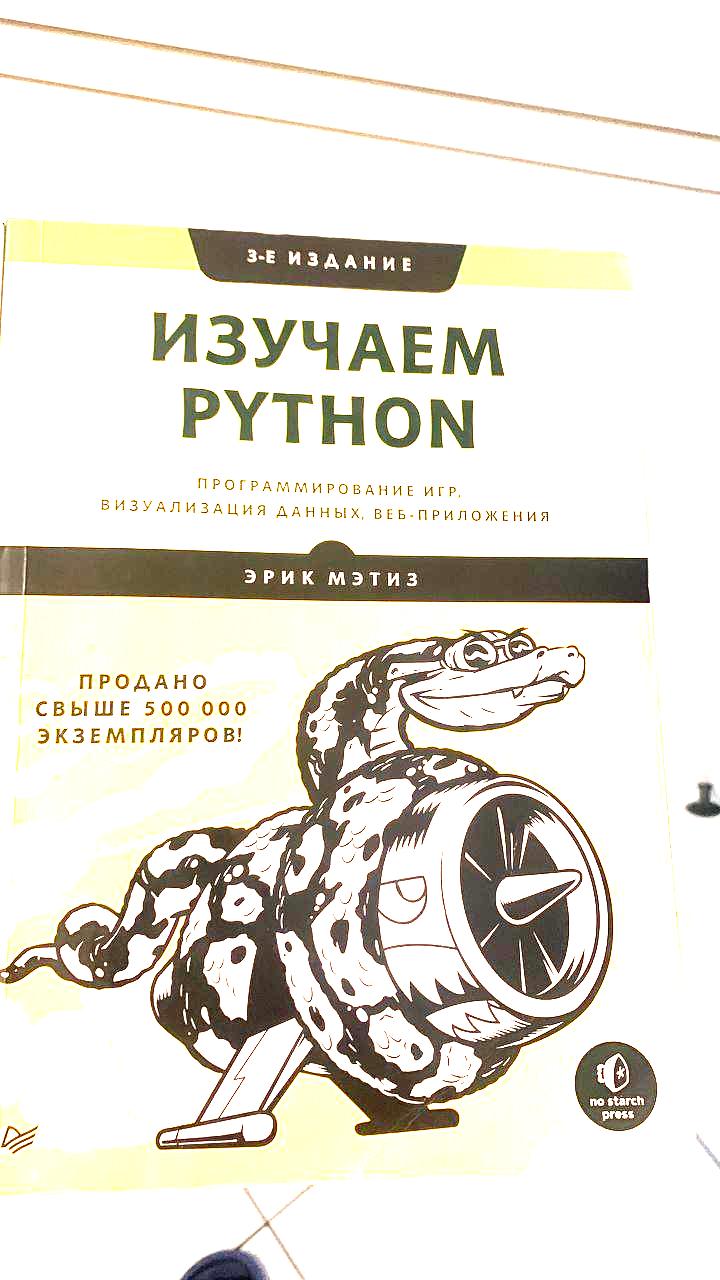 3-Е ИЗДАНИЕ
ИЗУЧАЕМ
PYTHON
ПРОГРАММИРОВАНИЕ ИГР,
ВИЗУАЛИЗАЦИЯ ДАННЫХ, ВЕБ-ПРИЛОЖЕНИЯ
ЭРИК МЭТИЗ
ПРОДАНО
СВЫШЕ 500 000
ЭКЗЕМПЛЯРОВ!
no starch
press